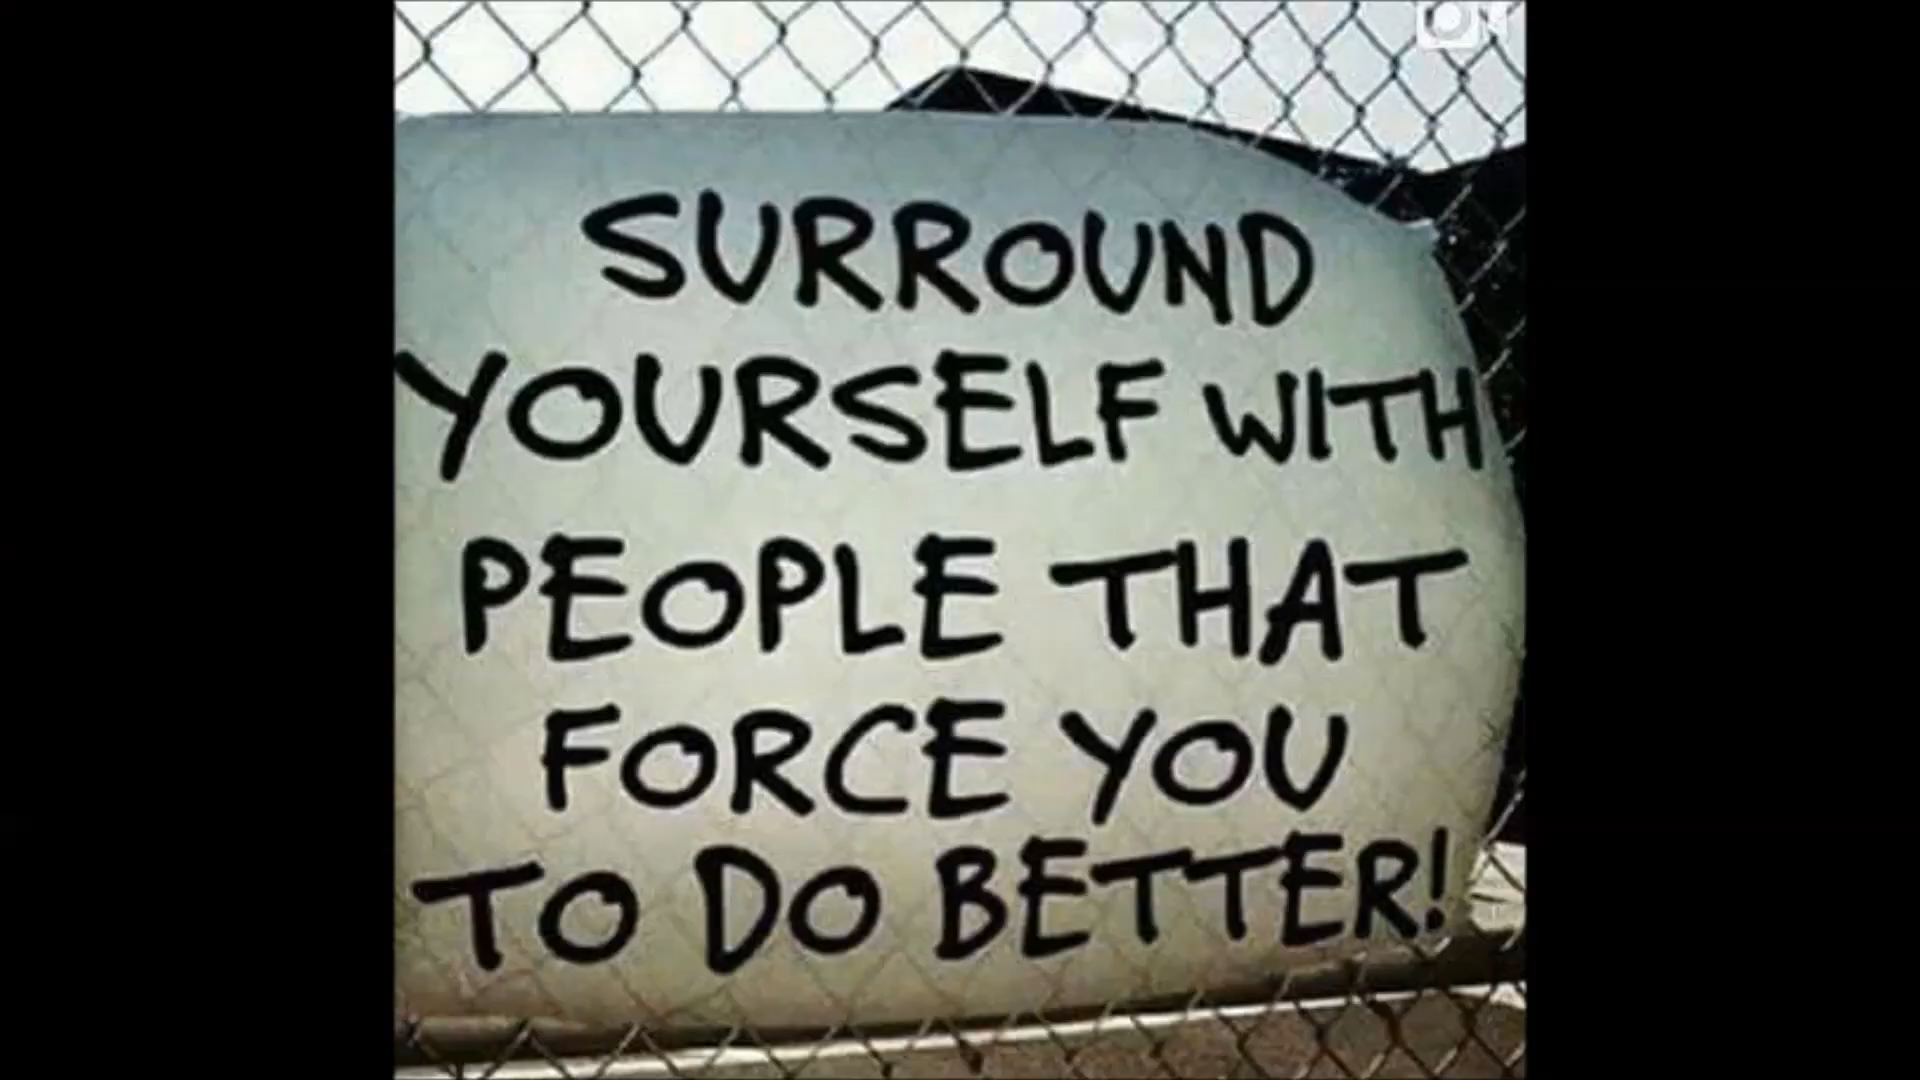 SURROUND
YOURSELF WITH
PEOPLE THAT
FORCE YOU
TO DO BETTER!